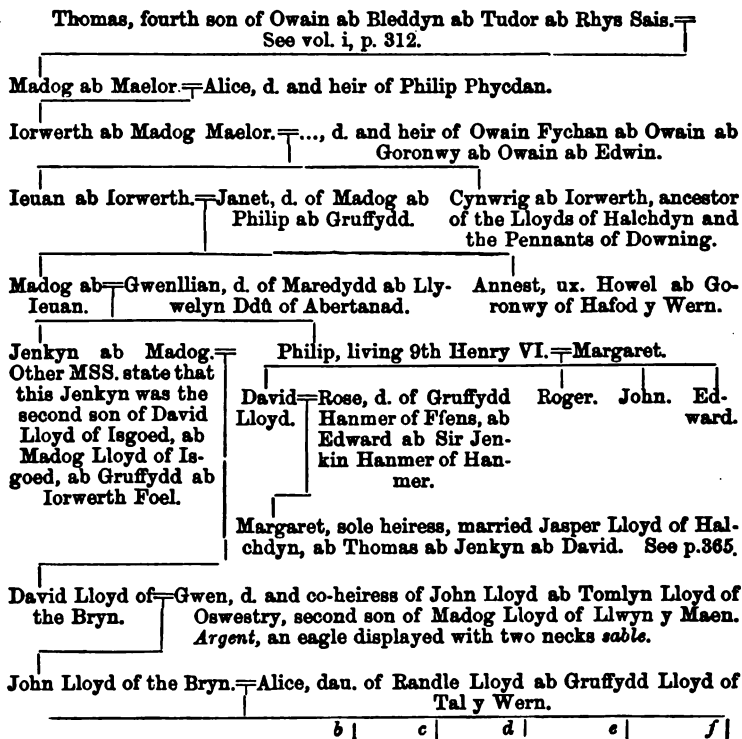 Thomas, fourth son of Owain ab Bleddyn ab Tudor ab Rhys Sais.
See vol. i, p. 312.
Madog ab Maelor. Alice, d. and heir of Philip Phycdan.
Iorwerth ab Madog Maelor. ..., d. and heir of Owain Fychan ab Owain ab
Goronwy ab Owain ab Edwin.
Ieuan ab Iorwerth. Janet, d. of Madog ab
Philip ab Gruffydd.
Cynwrig ab Iorwerth, ancestor
of the Lloyds of Halchdyn and
the Pennants of Downing.
Madog ab
Ieuan.
Gwenllian, d. of Maredydd ab Lly-
welyn Ddû of Abertanad.
Annest, ux. Howel ab Go-
ronwy of Hafod y Wern.
Jenkyn ab Madog.
Other MSS. state that
this Jenkyn was the
second son of David
Lloyd of Isgoed, ab
Madog Lloyd of Is-
goed, ab Gruffydd ab
Iorwerth Foel.
Philip, living 9th Henry VI. Margaret.
David
Lloyd.
Rose, d. of Gruffydd
Hanmer of Ffens, ab
Edward ab Sir Jen-
kin Hanmer of Han-
mer.
Roger.
John.
Ed-
ward.
Margaret, sole heiress, married Jasper Lloyd of Hal-
chdyn, ab Thomas ab Jenkyn ab David. See p.365.
David Lloyd of
the Bryn.
Gwen, d. and co-heiress of John Lloyd ab Tomlyn Lloyd of
Oswestry, second son of Madog Lloyd of Llwyn y Maen.
Argent, an eagle displayed with two necks sable.
John Lloyd of the Bryn. Alice, dau. of Randle Lloyd ab Gruffydd Lloyd of
Tal y Wern.
b c d e f